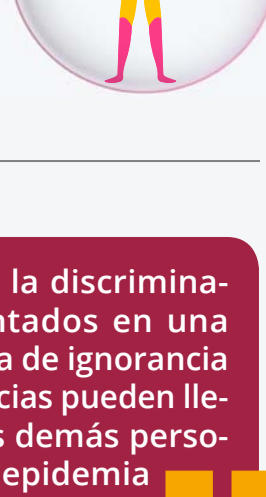 la discrimina-
ntados en una
a de ignorancia
cias pueden lle-
s demás perso-
epidemia